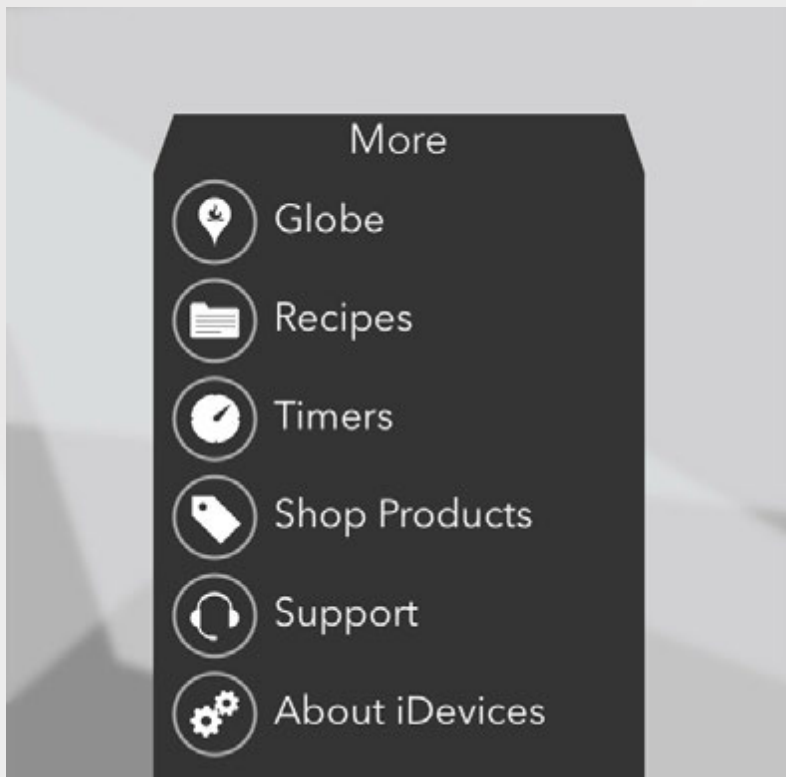 More
Globe
Recipes
Timers
Shop Products
Support
About iDevices